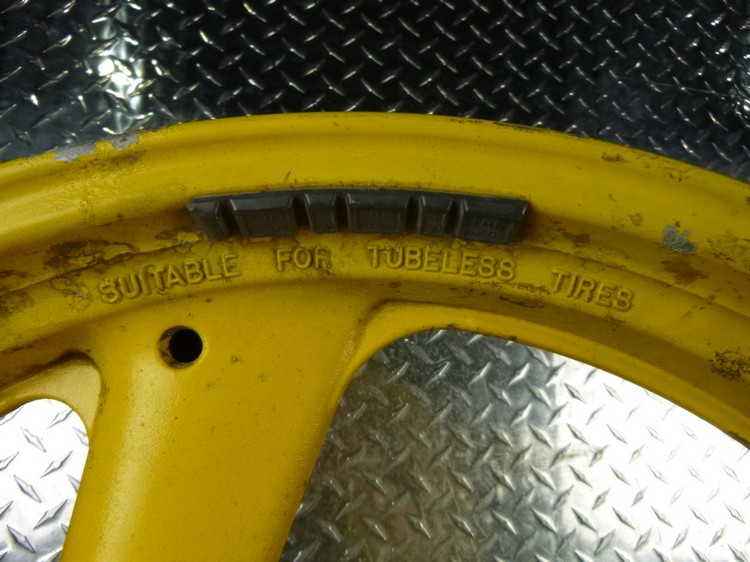 SUITABLE FOR TUBELESS TIRES